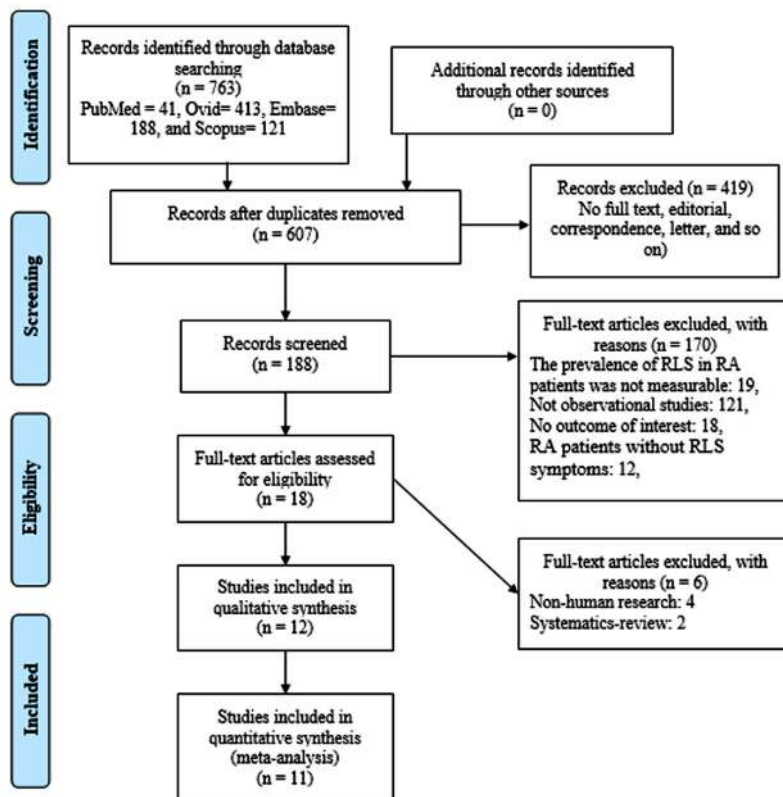 Identification
Records identified through database
searching
(n = 763)
PubMed = 41, Ovid= 413, Embase=
188, and Scopus= 121
Additional records identified
through other sources
(n = 0)
Records after duplicates removed
(n = 607)
Records excluded (n = 419)
No full text, editorial,
correspondence, letter, and so
on)
Screening
Records screened
(n = 188)
Full-text articles excluded, with
reasons (n = 170)
The prevalence of RLS in RA
patients was not measurable: 19,
Not observational studies: 121,
No outcome of interest: 18,
RA patients without RLS
symptoms: 12,
Eligibility
Full-text articles assessed
for eligibility
(n = 18)
Full-text articles excluded, with
reasons (n = 6)
Non-human research: 4
Systematics-review: 2
Studies included in
qualitative synthesis
(n = 12)
Included
Studies included in
quantitative synthesis
(meta-analysis)
(n = 11)